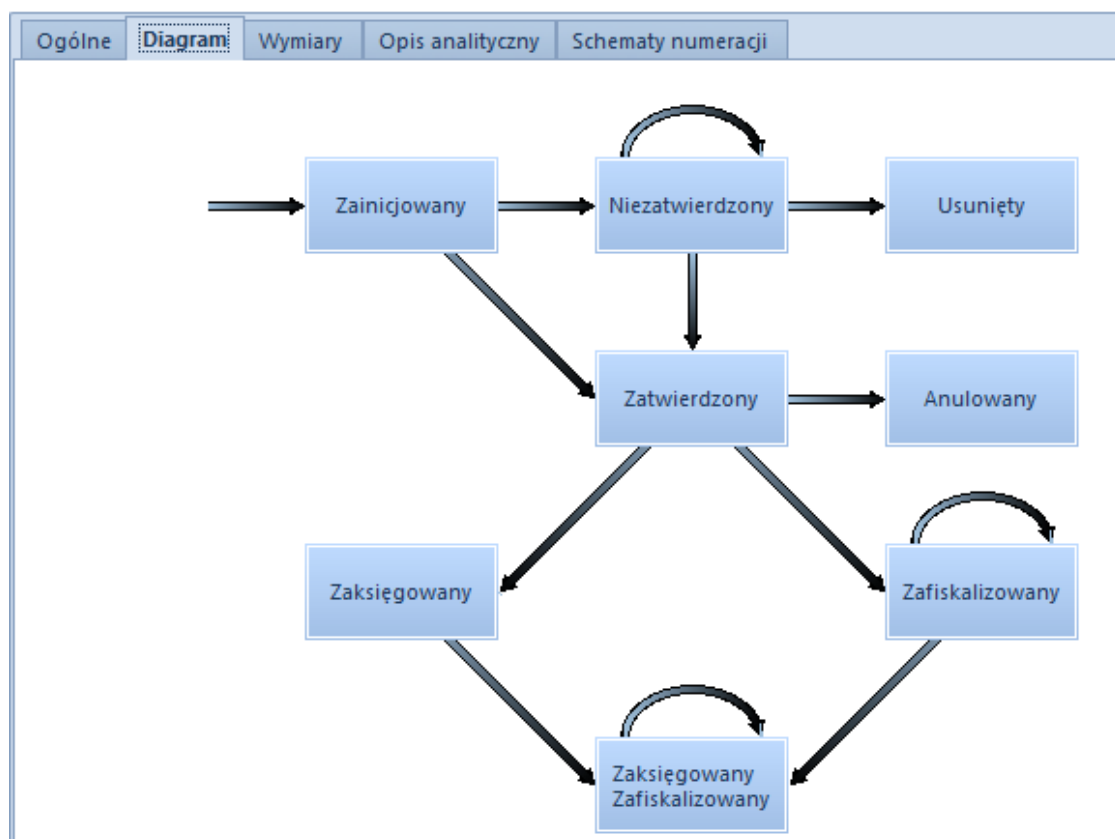 Ogólne Diagram Wymiary Opis analityczny Schematy numeracji
Zainicjowany Niezatwierdzony Usunięty
Zatwierdzony Anulowany
Zaksięgowany Zafiskalizowany
Zaksięgowany
Zafiskalizowany